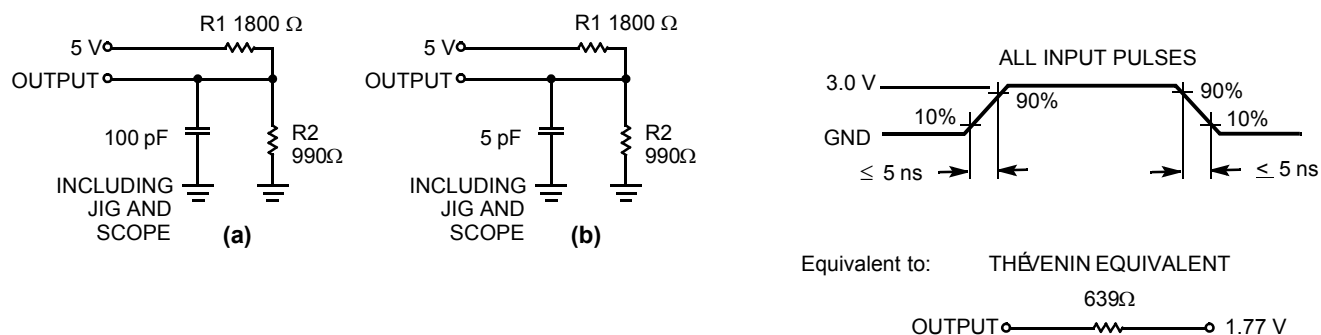 R1 1800 Ω
5 V
OUTPUT
100 pF
R2
990Ω
INCLUDING
JIG AND
SCOPE
(a)
R1 1800 Ω
5 V
OUTPUT
5 pF
R2
990Ω
INCLUDING
JIG AND
SCOPE
(b)
ALL INPUT PULSES
3.0 V
90%
90%
10%
10%
GND
≤ 5 ns
≤ 5 ns
Equivalent to: THÉVENIN EQUIVALENT
639Ω
OUTPUT
1.77 V